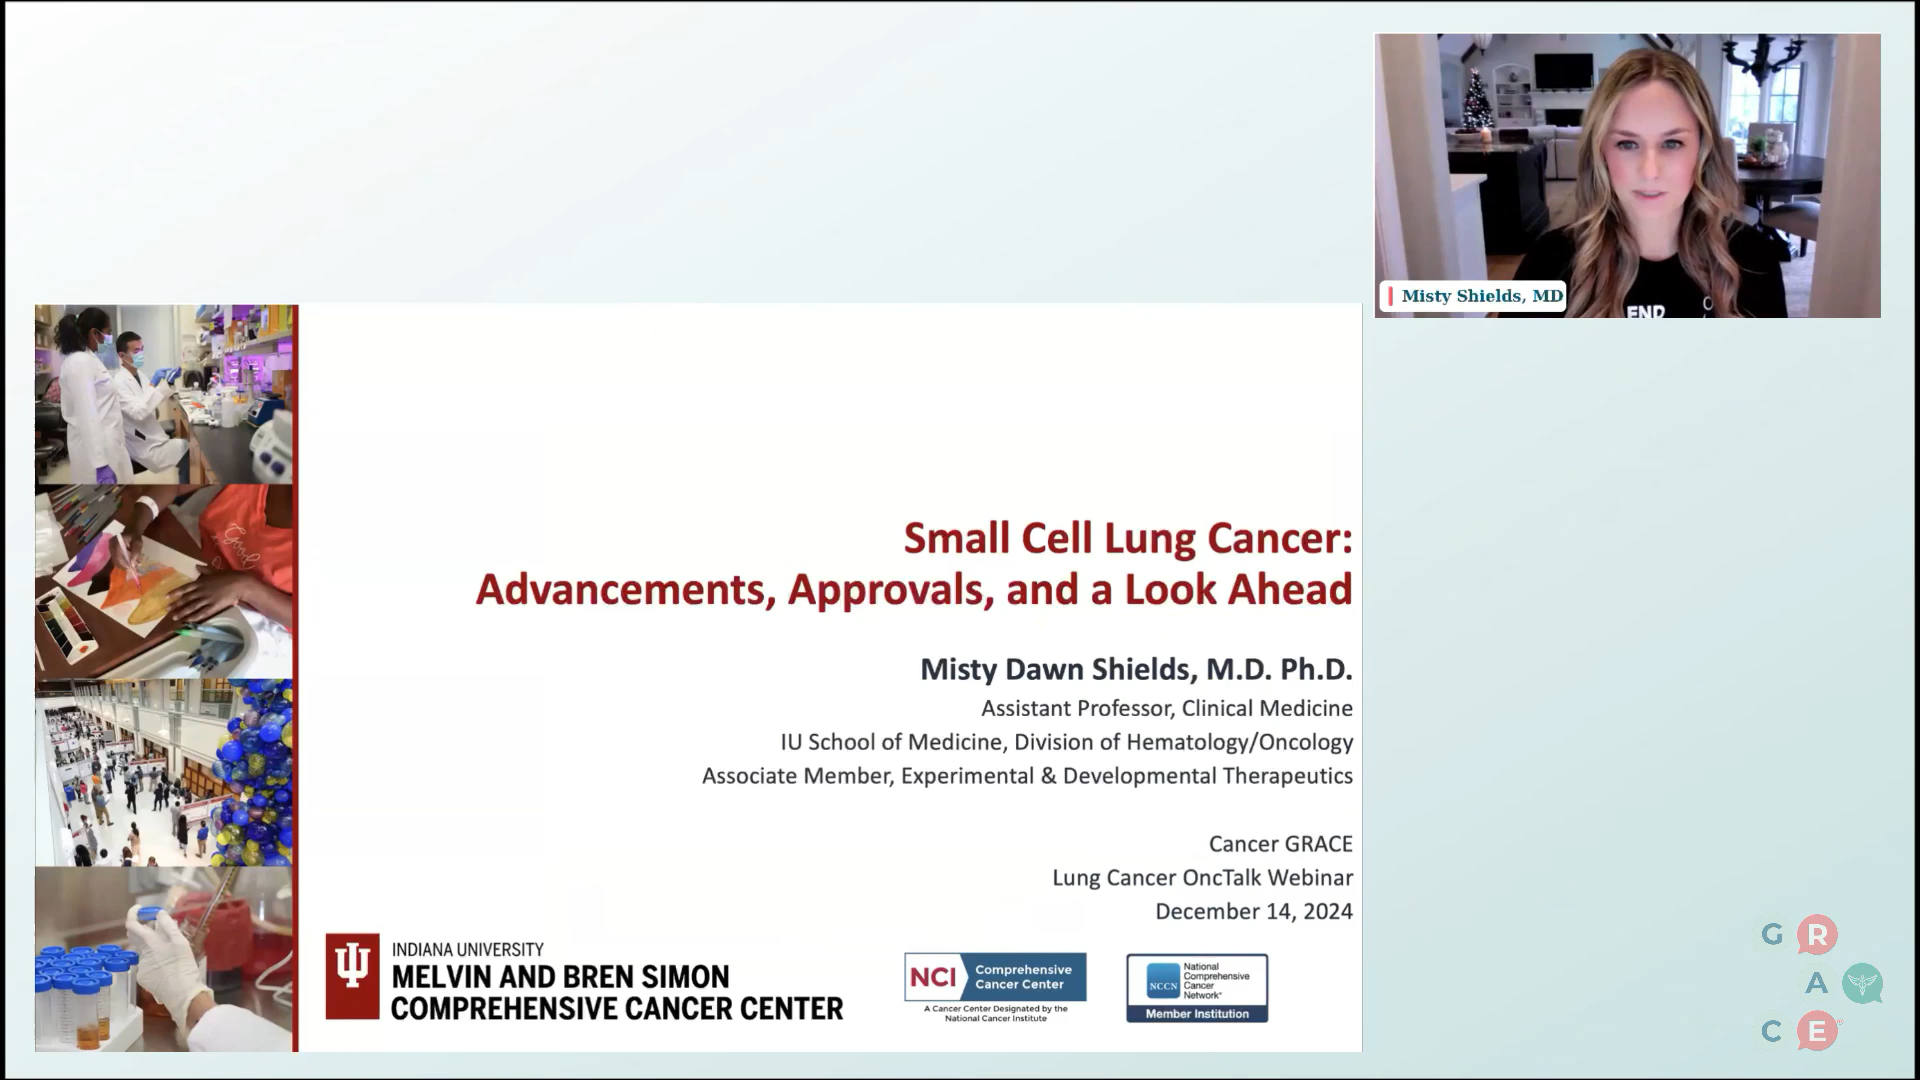 Misty Shields, MD
END
Good
Small Cell Lung Cancer:
Advancements, Approvals, and a Look Ahead
Misty Dawn Shields, M.D. Ph.D.
Assistant Professor, Clinical Medicine
IU School of Medicine, Division of Hematology/Oncology
Associate Member, Experimental & Developmental Therapeutics
Cancer GRACE
Lung Cancer OncTalk Webinar
December 14, 2024
INDIANA UNIVERSITY
MELVIN AND BREN SIMON
COMPREHENSIVE CANCER CENTER
NCI Comprehensive
Cancer Center
A Cancer Center Designated by the
National Cancer Institute
NCCN
National
Comprehensive
Cancer
Network®
Member Institution
G R
A
C E®